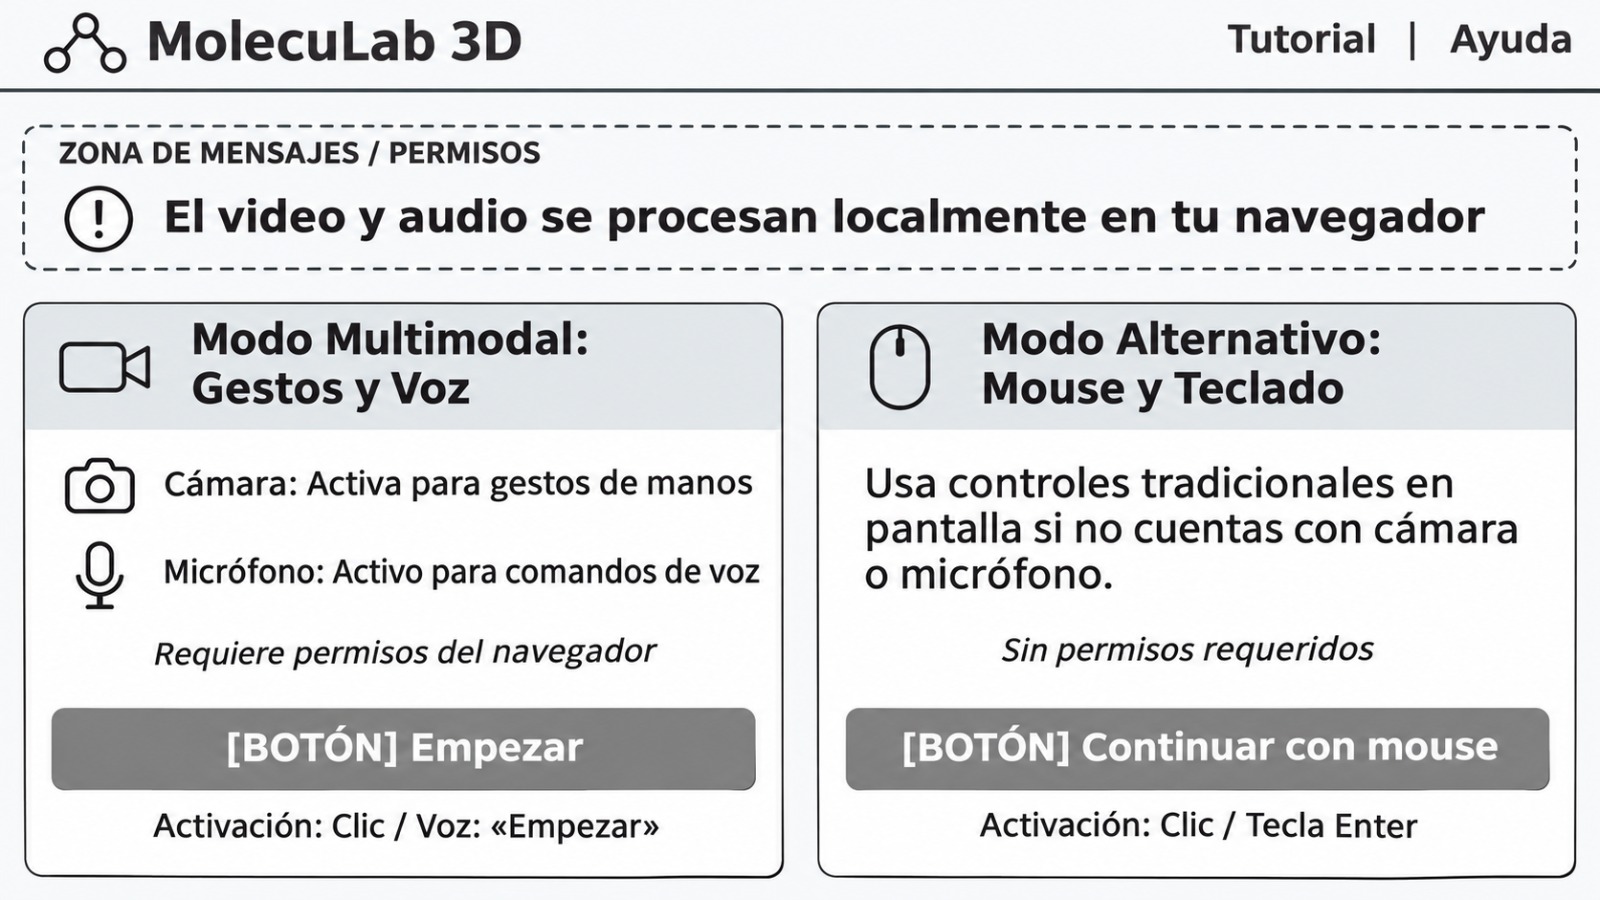 MolecuLab 3D
Tutorial | Ayuda
ZONA DE MENSAJES / PERMISOS
El video y audio se procesan localmente en tu navegador
Modo Multimodal:
Gestos y Voz
Cámara: Activa para gestos de manos
Micrófono: Activo para comandos de voz
Requiere permisos del navegador
[BOTÓN] Empezar
Activación: Clic / Voz: «Empezar»
Modo Alternativo:
Mouse y Teclado
Usa controles tradicionales en
pantalla si no cuentas con cámara
o micrófono.
Sin permisos requeridos
[BOTÓN] Continuar con mouse
Activación: Clic / Tecla Enter